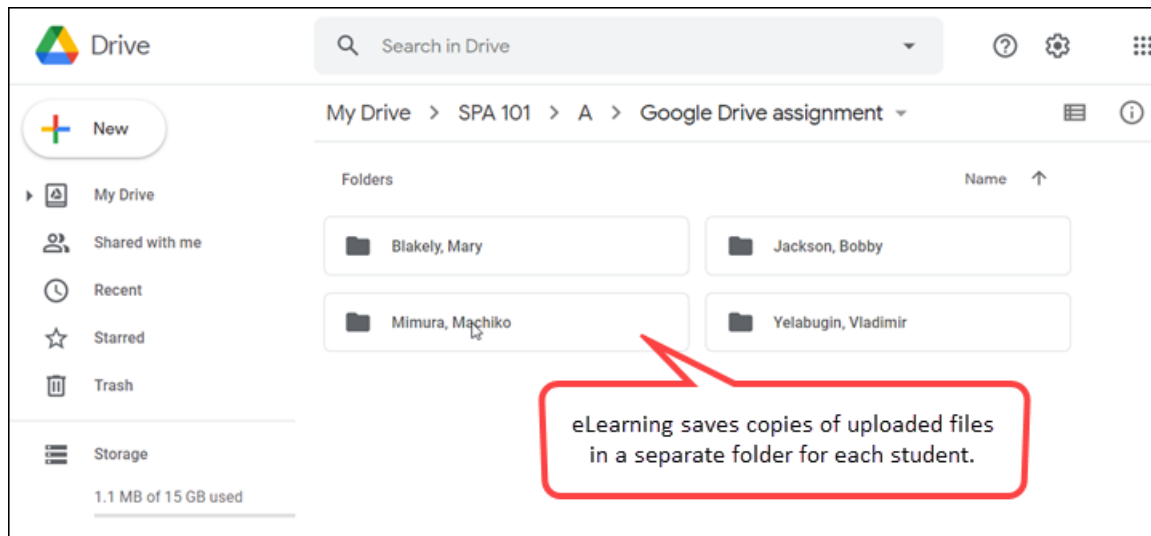 Drive
Search in Drive
New
My Drive > SPA 101 > A > Google Drive assignment
My Drive
Shared with me
Recent
Starred
Trash
Storage
1.1 MB of 15 GB used
Folders
Name
Blakely, Mary
Jackson, Bobby
Mimura, Machiko
Yelabugin, Vladimir
eLearning saves copies of uploaded files
in a separate folder for each student.